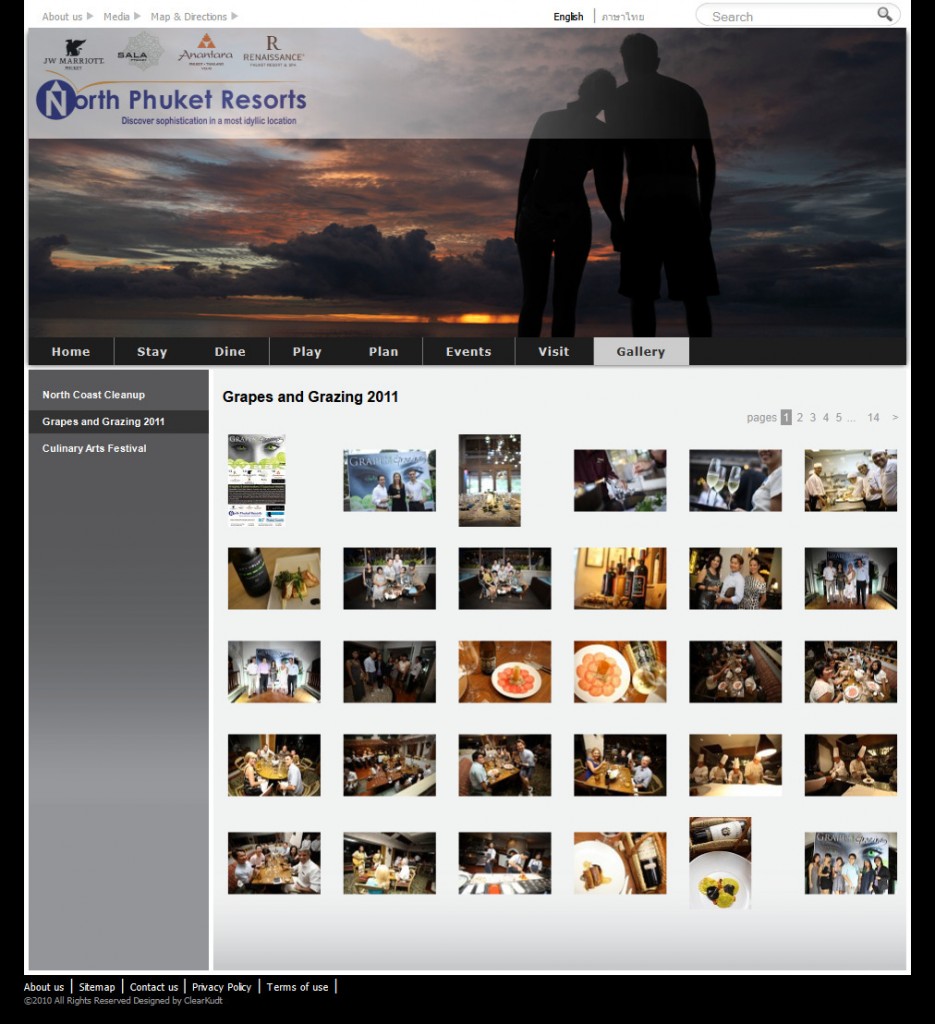 About us Media Map & Directions English ภาษาไทย Search
JW MARRIOTT SALA Anantara RENAISSANCE
North Phuket Resorts
Discover sophistication in a most idyllic location
Home Stay Dine Play Plan Events Visit Gallery
North Coast Cleanup
Grapes and Grazing 2011
Culinary Arts Festival
Grapes and Grazing 2011
pages 1 2 3 4 5 ... 14 >
About us | Sitemap | Contact us | Privacy Policy | Terms of use |
©2010 All Rights Reserved Designed by ClearKudt